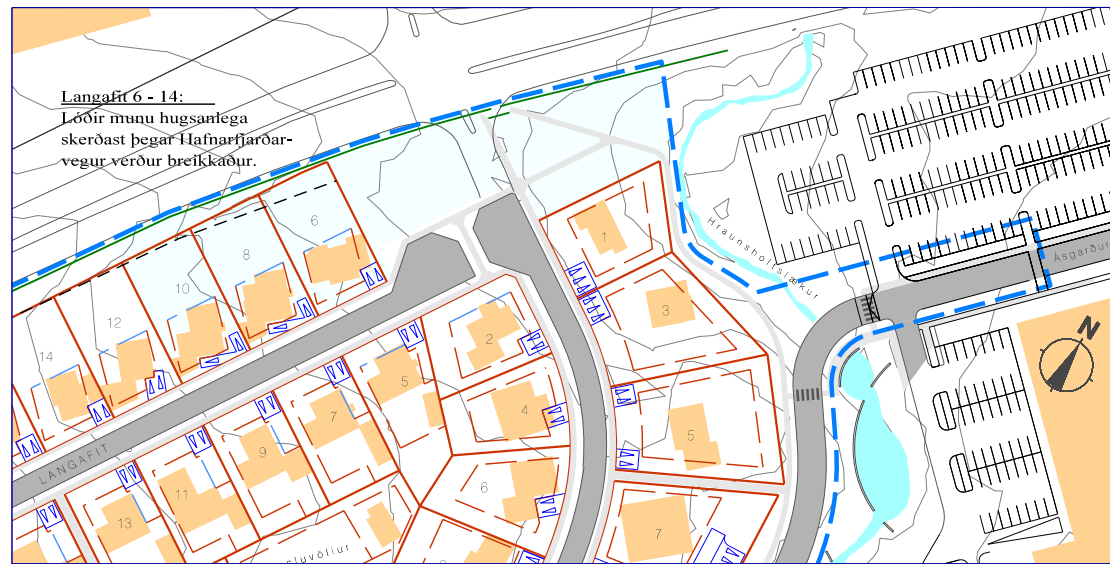 Langafit 6 - 14:
Lóðir munu hugsanlega
skerðast þegar Hafnarfjarðar-
vegur verður breikkaður.
6
8
10
12
14
1
3
Hraunsholtslækur
Ásgarður
N
2
5
4
5
7
9
6
11
13
7
LANGAFIT